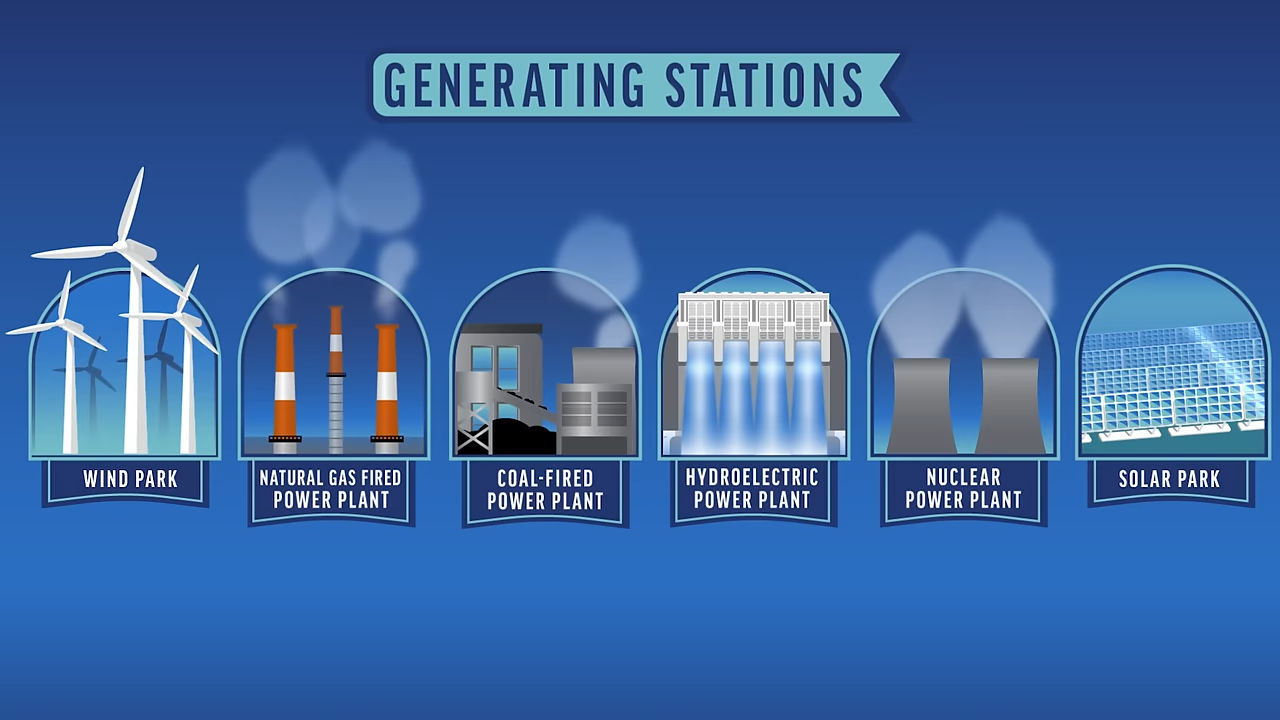 GENERATING STATIONS
WIND PARK
NATURAL GAS FIRED
POWER PLANT
COAL-FIRED
POWER PLANT
HYDROELECTRIC
POWER PLANT
NUCLEAR
POWER PLANT
SOLAR PARK